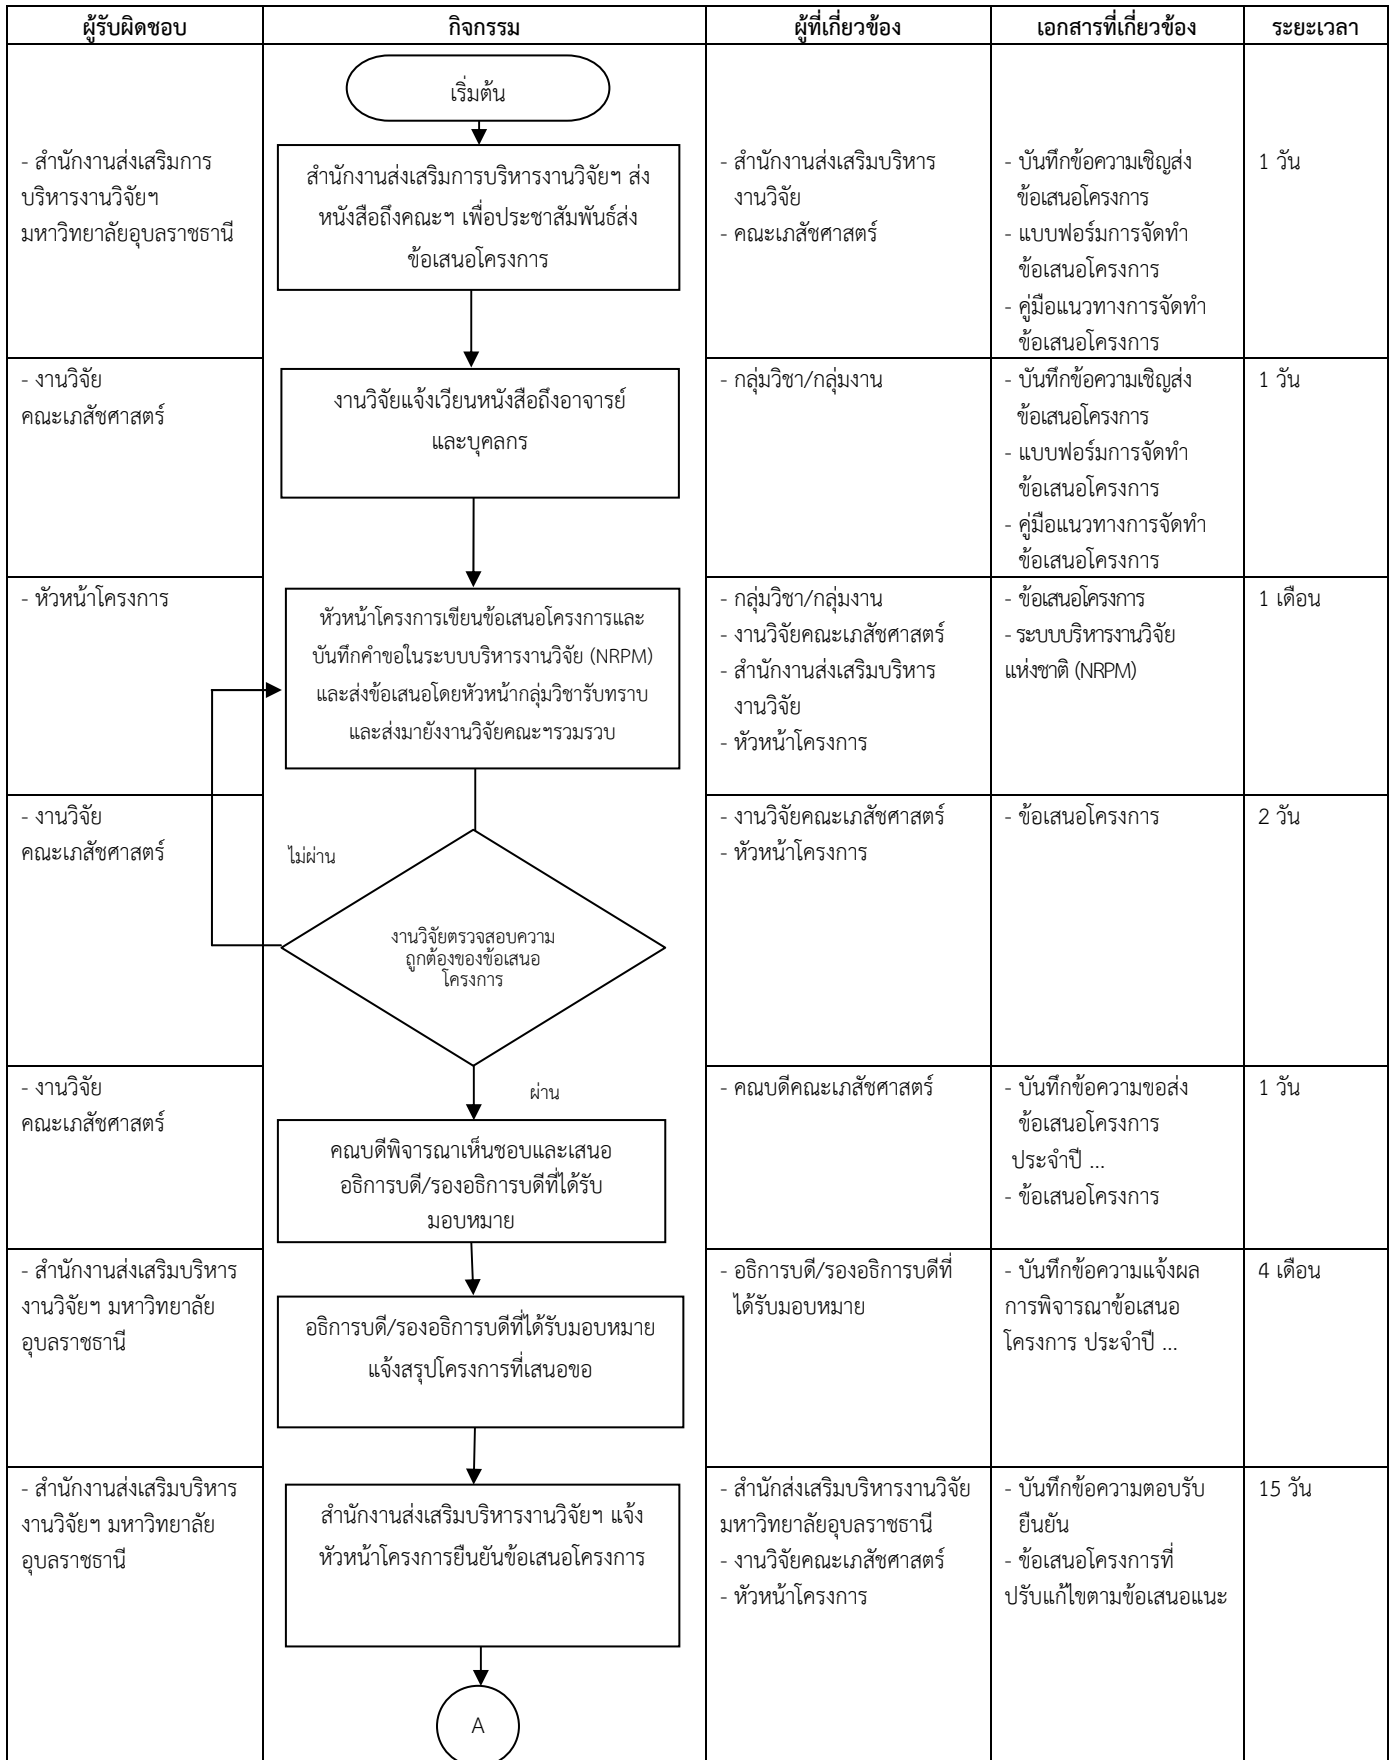 ผู้รับผิดชอบ
กิจกรรม
ผู้ที่เกี่ยวข้อง
เอกสารที่เกี่ยวข้อง
ระยะเวลา
เริ่มต้น
- สำนักงานส่งเสริมการ
บริหารงานวิจัยฯ
มหาวิทยาลัยอุบลราชธานี
สำนักงานส่งเสริมการบริหารงานวิจัยฯ ส่ง
หนังสือถึงคณะฯ เพื่อประชาสัมพันธ์ส่ง
ข้อเสนอโครงการ
- สำนักงานส่งเสริมบริหาร
งานวิจัย
- คณะเภสัชศาสตร์
- บันทึกข้อความเชิญส่ง
ข้อเสนอโครงการ
- แบบฟอร์มการจัดทำ
ข้อเสนอโครงการ
- คู่มือแนวทางการจัดทำ
ข้อเสนอโครงการ
1 วัน
- งานวิจัย
คณะเภสัชศาสตร์
งานวิจัยแจ้งเวียนหนังสือถึงอาจารย์
และบุคลกร
- กลุ่มวิชา/กลุ่มงาน
- บันทึกข้อความเชิญส่ง
ข้อเสนอโครงการ
- แบบฟอร์มการจัดทำ
ข้อเสนอโครงการ
- คู่มือแนวทางการจัดทำ
ข้อเสนอโครงการ
1 วัน
- หัวหน้าโครงการ
หัวหน้าโครงการเขียนข้อเสนอโครงการและ
บันทึกคำขอในระบบบริหารงานวิจัย (NRPM)
และส่งข้อเสนอโดยหัวหน้ากลุ่มวิชารับทราบ
และส่งมายังงานวิจัยคณะฯรวมรวบ
- กลุ่มวิชา/กลุ่มงาน
- งานวิจัยคณะเภสัชศาสตร์
- สำนักงานส่งเสริมบริหาร
งานวิจัย
- หัวหน้าโครงการ
- ข้อเสนอโครงการ
- ระบบบริหารงานวิจัย
แห่งชาติ (NRPM)
1 เดือน
- งานวิจัย
คณะเภสัชศาสตร์
ไม่ผ่าน
งานวิจัยตรวจสอบความ
ถูกต้องของข้อเสนอ
โครงการ
- งานวิจัยคณะเภสัชศาสตร์
- หัวหน้าโครงการ
- ข้อเสนอโครงการ
2 วัน
- งานวิจัย
คณะเภสัชศาสตร์
ผ่าน
คณบดีพิจารณาเห็นชอบและเสนอ
อธิการบดี/รองอธิการบดีที่ได้รับ
มอบหมาย
- คณบดีคณะเภสัชศาสตร์
- บันทึกข้อความขอส่ง
ข้อเสนอโครงการ
ประจำปี ...
- ข้อเสนอโครงการ
1 วัน
- สำนักงานส่งเสริมบริหาร
งานวิจัยฯ มหาวิทยาลัย
อุบลราชธานี
อธิการบดี/รองอธิการบดีที่ได้รับมอบหมาย
แจ้งสรุปโครงการที่เสนอขอ
- อธิการบดี/รองอธิการบดีที่
ได้รับมอบหมาย
- บันทึกข้อความแจ้งผล
การพิจารณาข้อเสนอ
โครงการ ประจำปี ...
4 เดือน
- สำนักงานส่งเสริมบริหาร
งานวิจัยฯ มหาวิทยาลัย
อุบลราชธานี
สำนักงานส่งเสริมบริหารงานวิจัยฯ แจ้ง
หัวหน้าโครงการยืนยันข้อเสนอโครงการ
- สำนักส่งเสริมบริหารงานวิจัย
มหาวิทยาลัยอุบลราชธานี
- งานวิจัยคณะเภสัชศาสตร์
- หัวหน้าโครงการ
- บันทึกข้อความตอบรับ
ยืนยัน
- ข้อเสนอโครงการที่
ปรับแก้ไขตามข้อเสนอแนะ
15 วัน
A